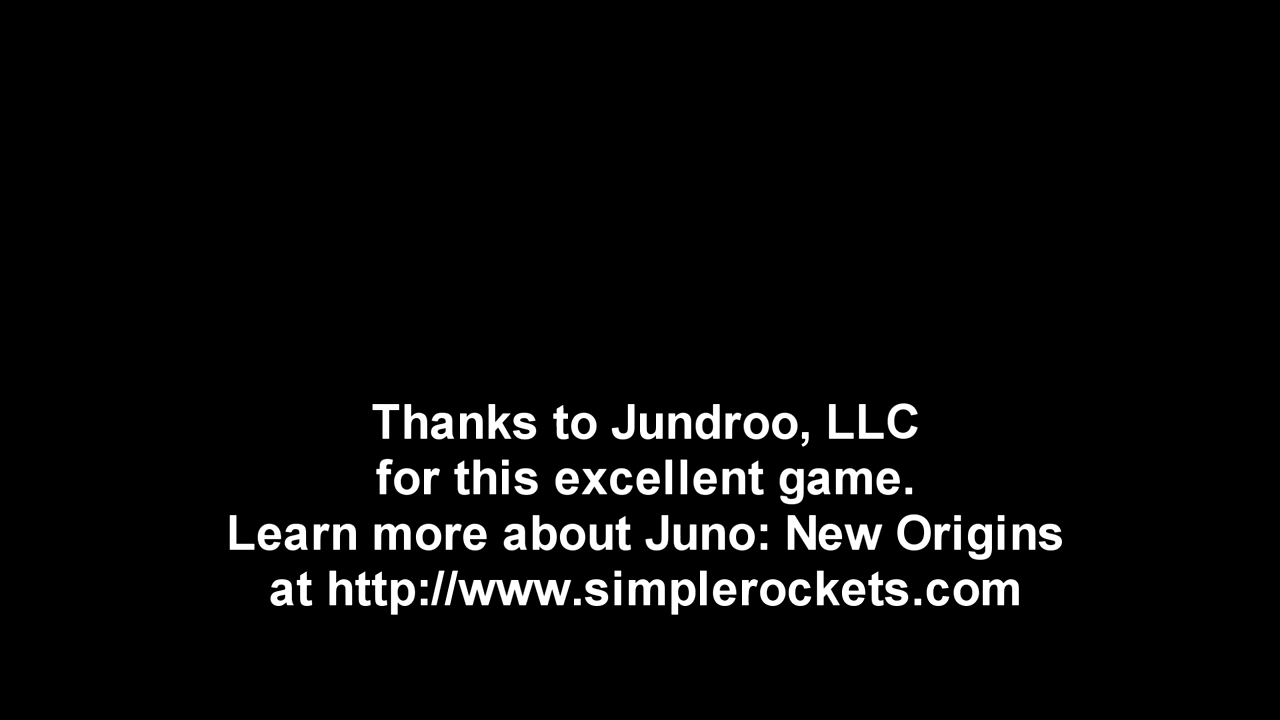 Thanks to Jundroo, LLC
for this excellent game.
Learn more about Juno: New Origins
at http://www.simplerockets.com